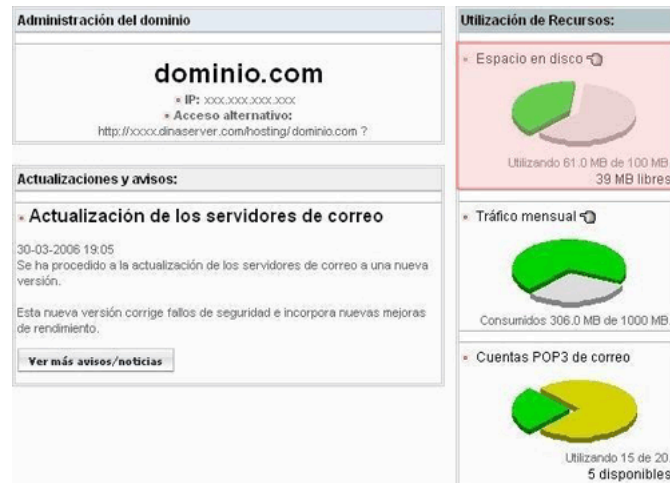 Administración del dominio
dominio.com
IP: xxx.xxx.xxx.xxx
Acceso alternativo:
http://xxxx.dinaserver.com/hosting/dominio.com ?
Actualizaciones y avisos:
Actualización de los servidores de correo
30-03-2006 19:05
Se ha procedido a la actualización de los servidores de correo a una nueva
versión.
Esta nueva versión corrige fallos de seguridad e incorpora nuevas mejoras
de rendimiento.
Ver más avisos/noticias
Utilización de Recursos:
Espacio en disco
Utilizando 61.0 MB de 100 MB
39 MB libres
Tráfico mensual
Consumidos 306.0 MB de 1000 MB.
Cuentas POP3 de correo
Utilizando 15 de 20.
5 disponibles